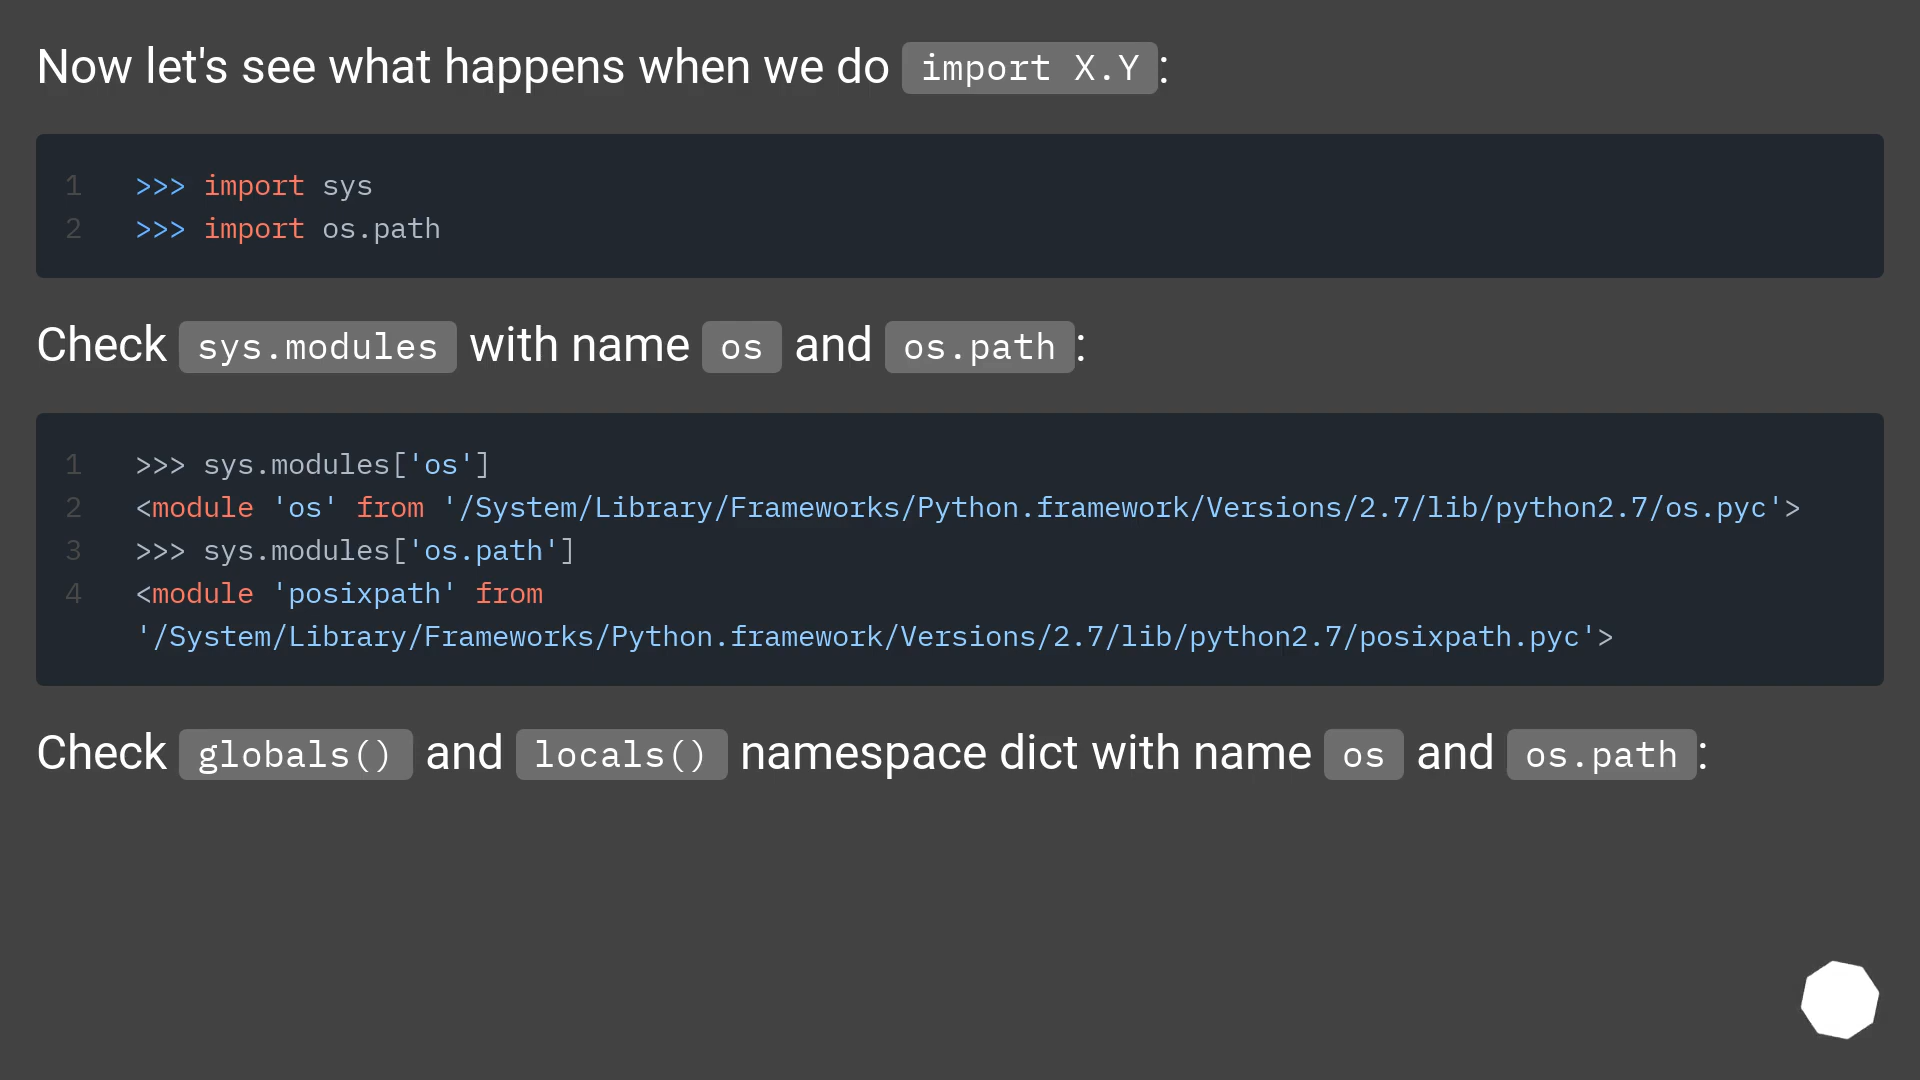 Now let's see what happens when we do import X.Y:
1 >>> import sys
2 >>> import os.path
Check sys.modules with name os and os.path:
1 >>> sys.modules['os']
2 <module 'os' from '/System/Library/Frameworks/Python.framework/Versions/2.7/lib/python2.7/os.pyc'>
3 >>> sys.modules['os.path']
4 <module 'posixpath' from
'/System/Library/Frameworks/Python.framework/Versions/2.7/lib/python2.7/posixpath.pyc'>
Check globals() and locals() namespace dict with name os and os.path: